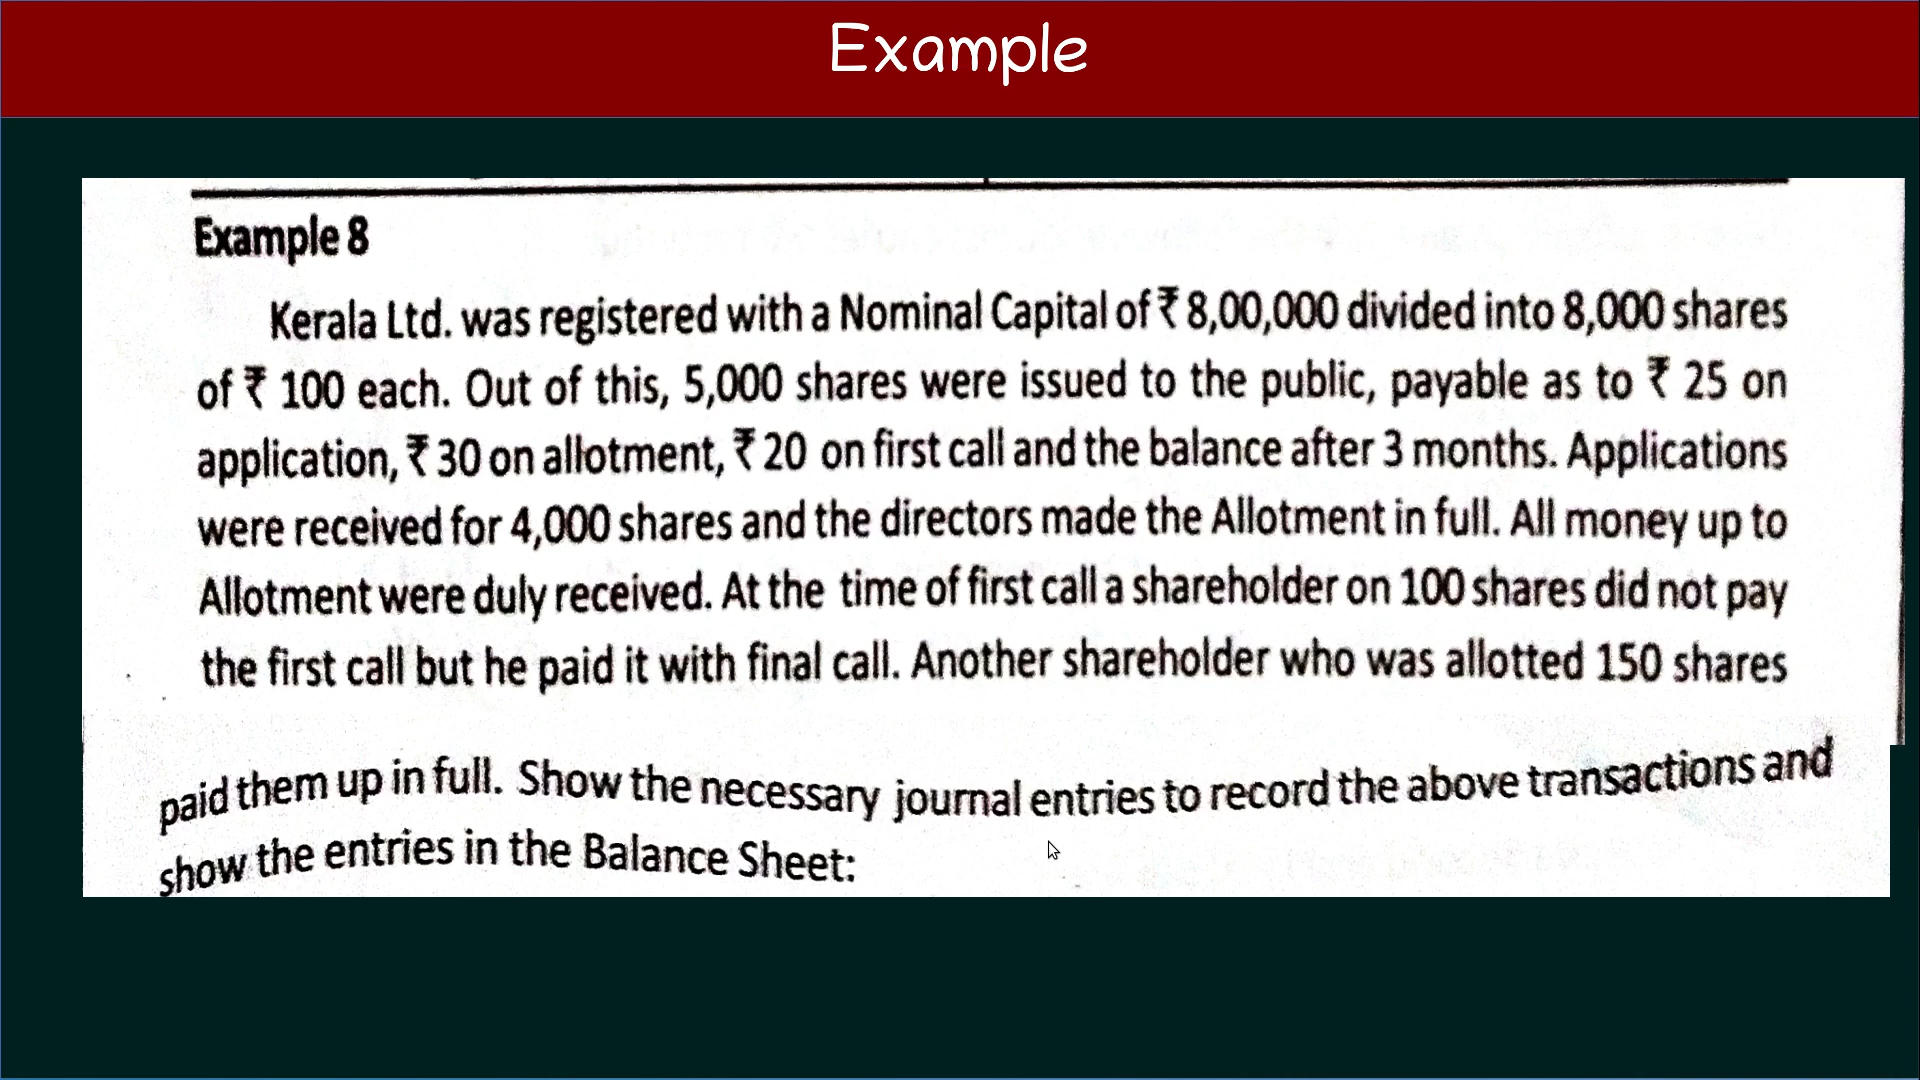 Example
Example 8
Kerala Ltd. was registered with a Nominal Capital of ₹ 8,00,000 divided into 8,000 shares
of ₹ 100 each. Out of this, 5,000 shares were issued to the public, payable as to ₹ 25 on
application, ₹ 30 on allotment, ₹ 20 on first call and the balance after 3 months. Applications
were received for 4,000 shares and the directors made the Allotment in full. All money up to
Allotment were duly received. At the time of first call a shareholder on 100 shares did not pay
the first call but he paid it with final call. Another shareholder who was allotted 150 shares
paid them up in full. Show the necessary journal entries to record the above transactions and
show the entries in the Balance Sheet: